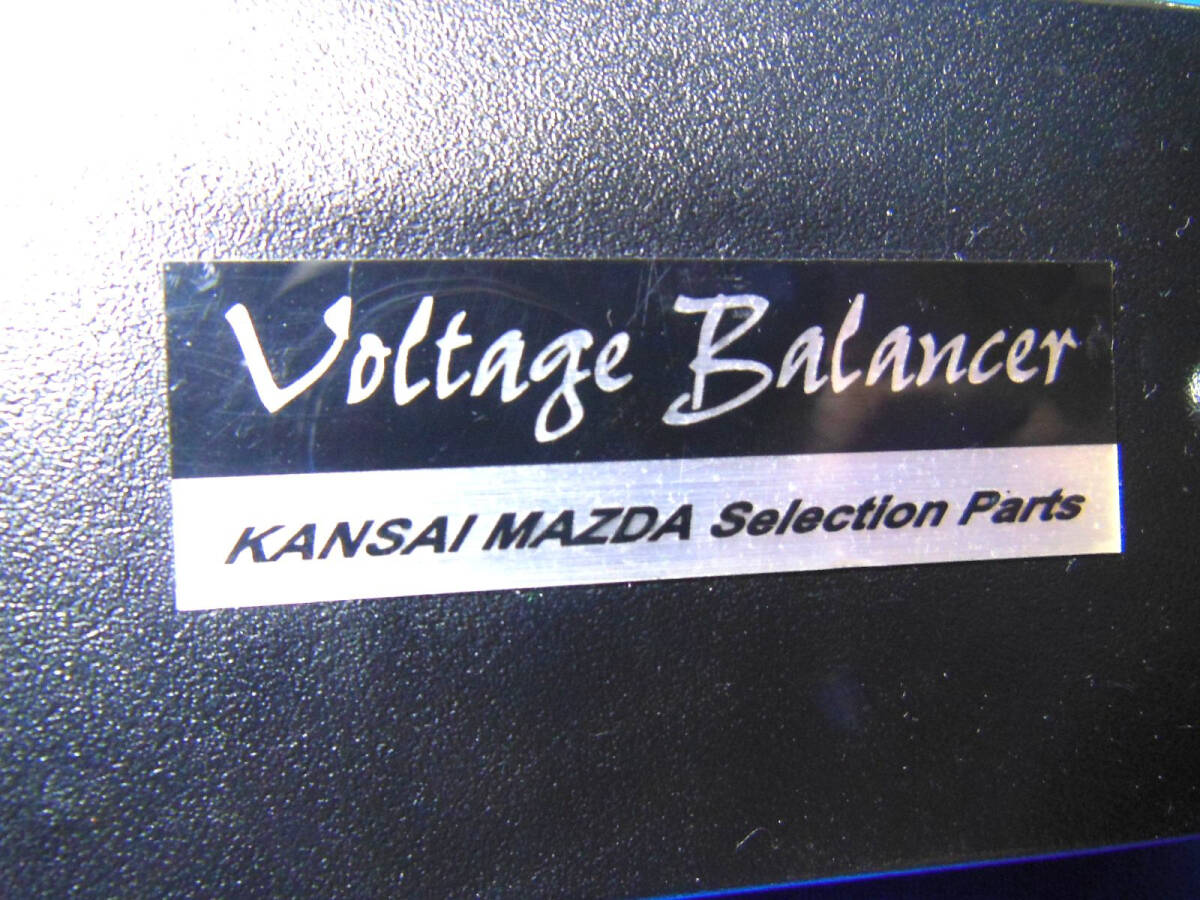 Voltage Balancer
KANSAI MAZDA Selection Parts